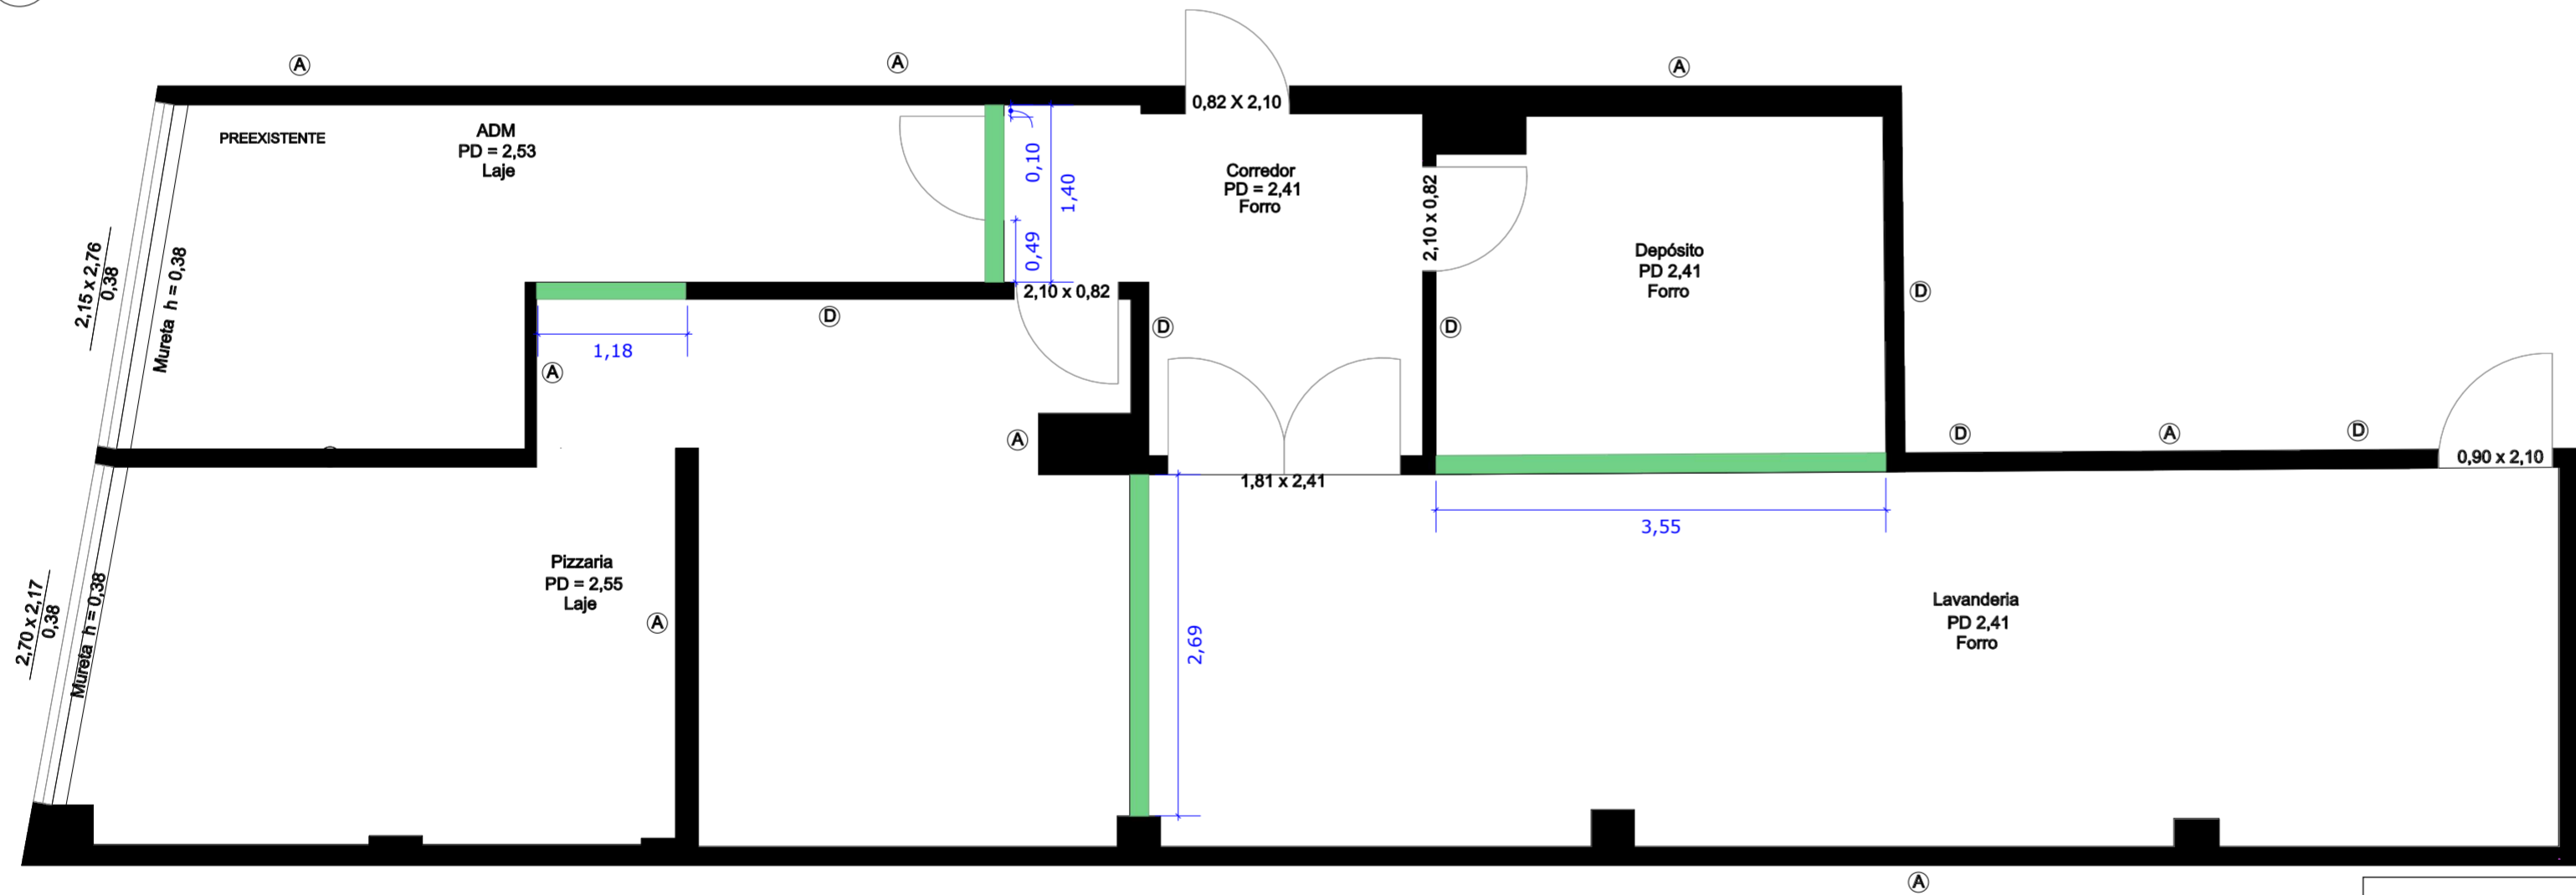 A
A
A
0,82 X 2,10
PREEXISTENTE
ADM
PD = 2,53
Laje
0,10
1,40
0,49
Corredor
PD = 2,41
Forro
2,10 x 0,82
Depósito
PD 2,41
Forro
2,15 x 2,76
0,38
Mureta h = 0,38
2,10 x 0,82
D
D
D
D
1,18
A
A
D
A
D
0,90 x 2,10
1,81 x 2,41
3,55
Pizzaria
PD = 2,55
Laje
2,70 x 2,17
0,38
Mureta h = 0,38
A
2,69
Lavanderia
PD 2,41
Forro
A